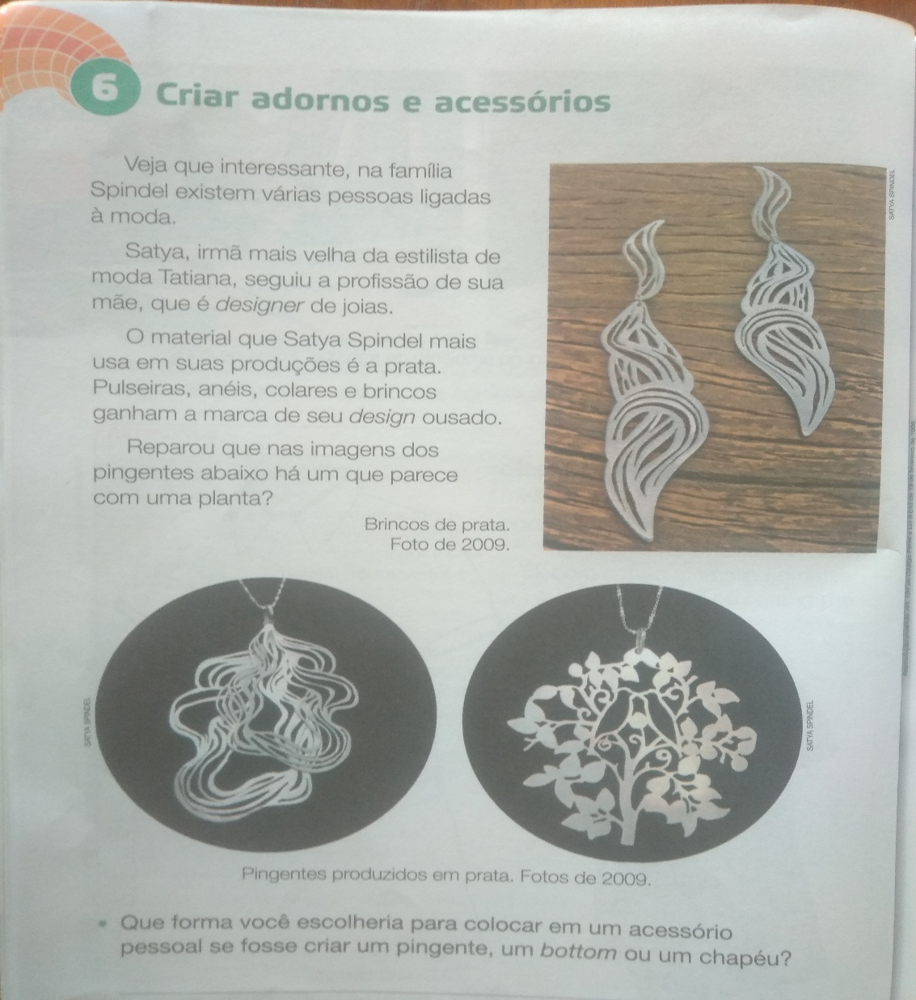 6 Criar adornos e acessórios
Veja que interessante, na família
Spindel existem várias pessoas ligadas
à moda.
Satya, irmã mais velha da estilista de
moda Tatiana, seguiu a profissão de sua
mãe, que é designer de joias.
O material que Satya Spindel mais
usa em suas produções é a prata.
Pulseiras, anéis, colares e brincos
ganham a marca de seu design ousado.
Reparou que nas imagens dos
pingentes abaixo há um que parece
com uma planta?
Brincos de prata.
Foto de 2009.
SATYA SPINDEL
SATYA SPINDEL
SATYA SPINDEL
Pingentes produzidos em prata. Fotos de 2009.
• Que forma você escolheria para colocar em um acessório
pessoal se fosse criar um pingente, um bottom ou um chapéu?